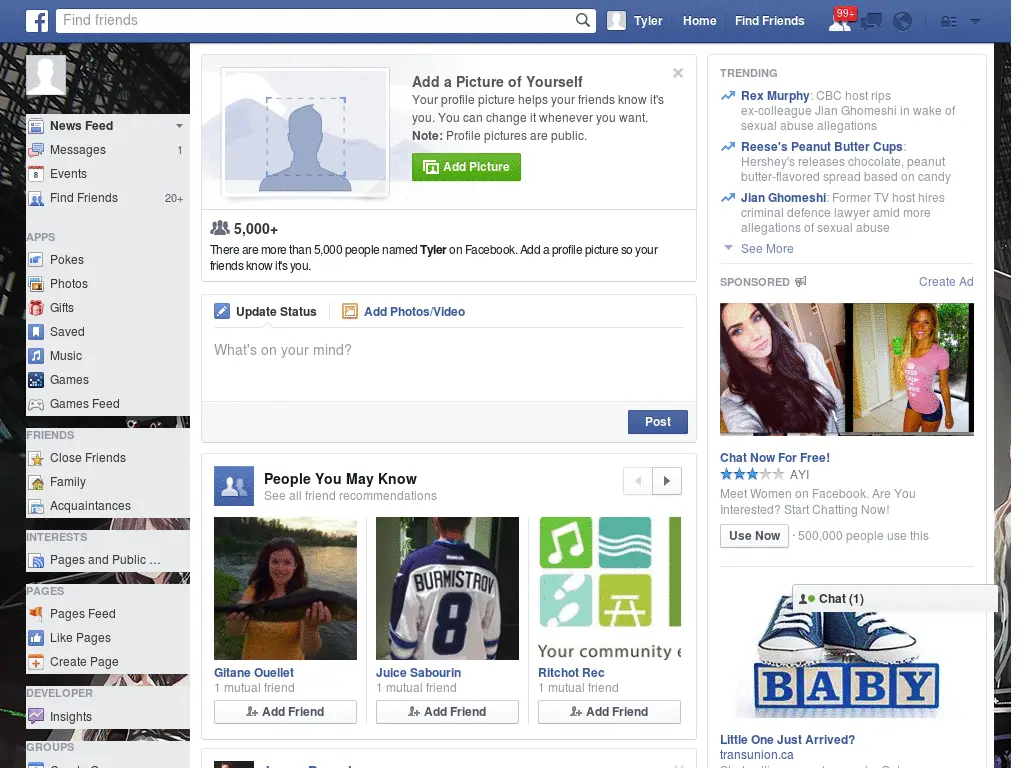 f
Find friends
Tyler
Home
Find Friends
99+
News Feed
Messages
1
Events
8
Find Friends
20+
APPS
Pokes
Photos
Gifts
Saved
Music
Games
Games Feed
FRIENDS
Close Friends
Family
Acquaintances
INTERESTS
Pages and Public ...
PAGES
Pages Feed
Like Pages
Create Page
DEVELOPER
Insights
GROUPS
Add a Picture of Yourself
Your profile picture helps your friends know it's
you. You can change it whenever you want.
Note: Profile pictures are public.
Add Picture
5,000+
There are more than 5,000 people named Tyler on Facebook. Add a profile picture so your
friends know it's you.
Update Status
Add Photos/Video
What's on your mind?
Post
People You May Know
See all friend recommendations
BURMISTROV
8
Your community
Gitane Ouellet
1 mutual friend
Add Friend
Juice Sabourin
1 mutual friend
Add Friend
Ritchot Rec
1 mutual friend
Add Friend
TRENDING
Rex Murphy: CBC host rips
ex-colleague Jian Ghomeshi in wake of
sexual abuse allegations
Reese's Peanut Butter Cups:
Hershey's releases chocolate, peanut
butter-flavored spread based on candy
Jian Ghomeshi: Former TV host hires
criminal defence lawyer amid more
allegations of sexual abuse
See More
SPONSORED
Create Ad
KEEP
CALM
Chat Now For Free!
AYI
Meet Women on Facebook. Are You
Interested? Start Chatting Now!
Use Now · 500,000 people use this
Chat (1)
BABY
Little One Just Arrived?
transunion.ca